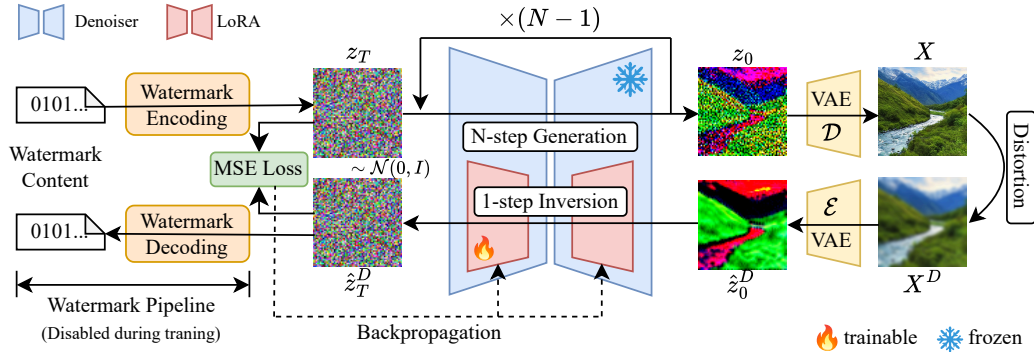 Denoiser
LoRA
×(N − 1)
z_T
z_0
X
0101..
Watermark
Encoding
N-step Generation
VAE
𝒟
Watermark
Content
MSE Loss
∼ 𝒩(0, I)
1-step Inversion
Distortion
0101..
Watermark
Decoding
ℰ
VAE
ẑ_T^D
ẑ_0^D
X^D
Watermark Pipeline
(Disabled during traning)
Backpropagation
trainable
frozen